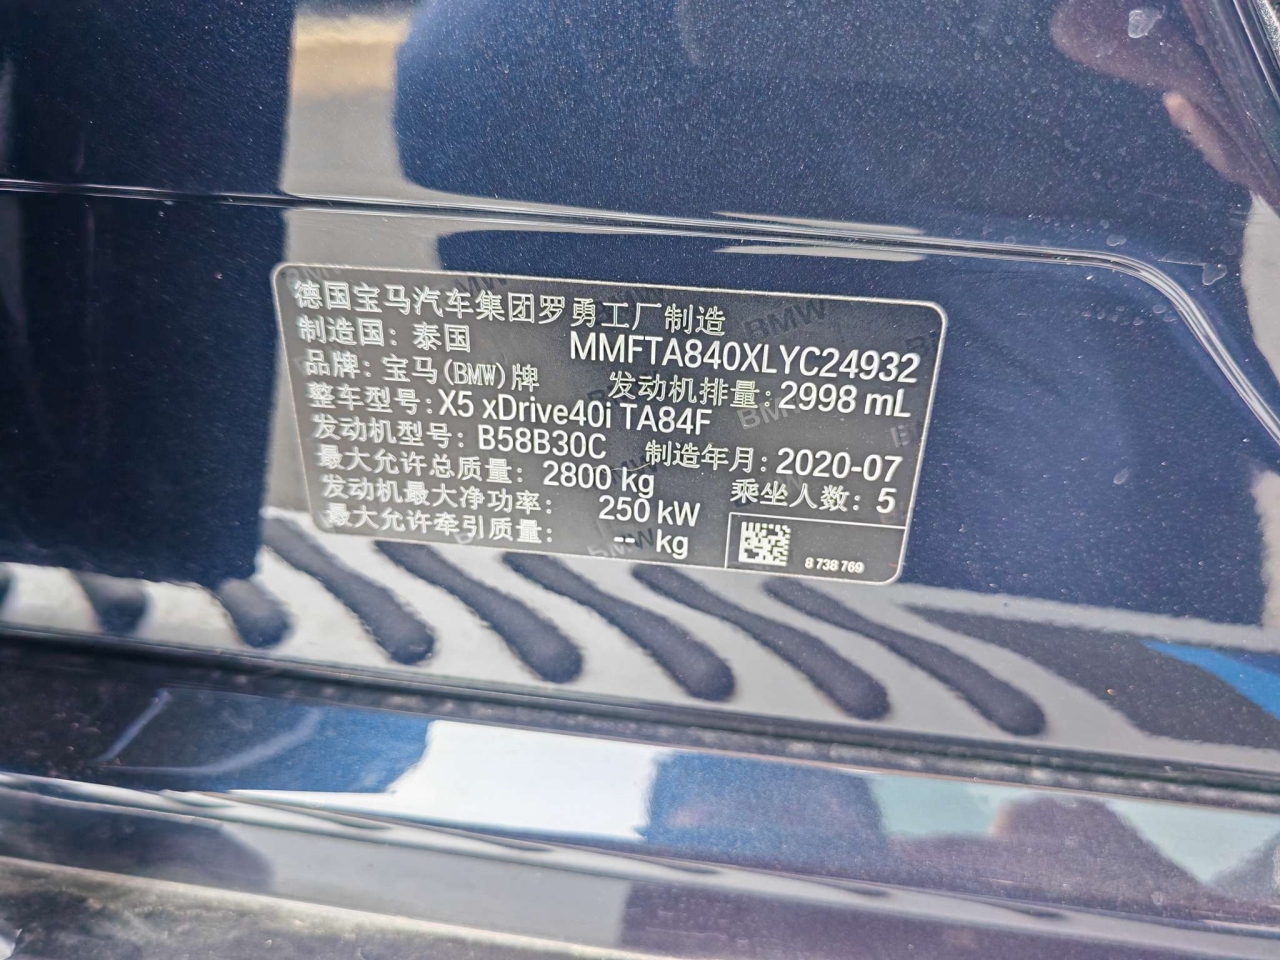 德国宝马汽车集团罗勇工厂制造
制造国: 泰国 MMFTA840XLYC24932
品牌: 宝马(BMW)牌 发动机排量: 2998 mL
整车型号: X5 xDrive40i TA84F
发动机型号: B58B30C 制造年月: 2020-07
最大允许总质量: 2800 kg 乘坐人数: 5
发动机最大净功率: 250 kW
最大允许牵引质量: -- kg
8 738 769